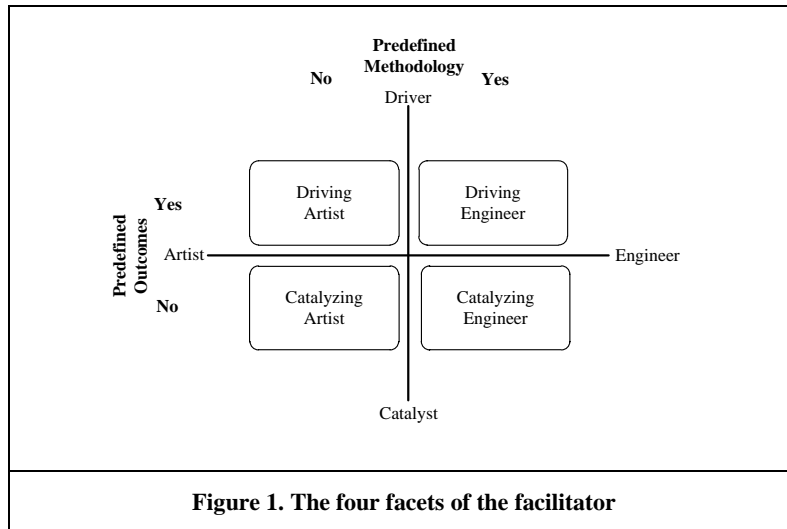 Predefined
Methodology
No Yes
Driver
Driving
Artist
Driving
Engineer
Predefined
Outcomes
Yes
No
Artist
Engineer
Catalyzing
Artist
Catalyzing
Engineer
Catalyst
Figure 1. The four facets of the facilitator